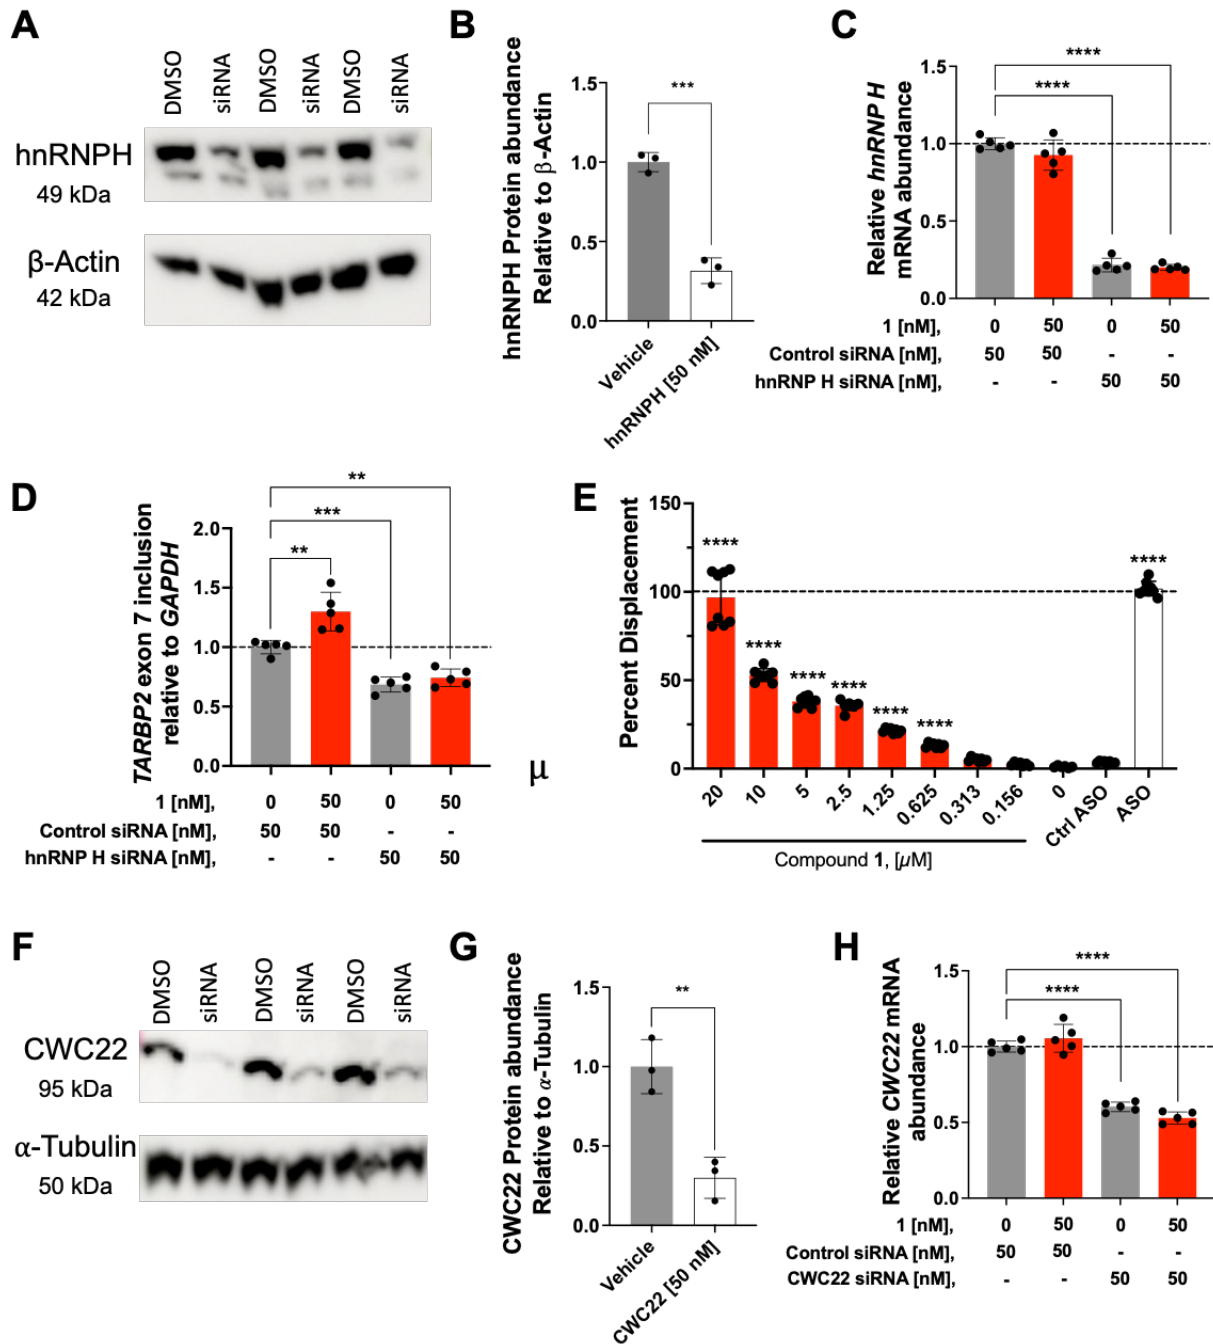 A
DMSO
siRNA
DMSO
siRNA
DMSO
siRNA
hnRNPH
49 kDa
β-Actin
42 kDa
B
hnRNPH Protein abundance
Relative to β-Actin
1.5
1.0
0.5
0.0
***
Vehicle
hnRNPH [50 nM]
C
Relative hnRNP H
mRNA abundance
1.5
1.0
0.5
0.0
****
****
1 [nM], 0 50 0 50
Control siRNA [nM], 50 50 - -
hnRNP H siRNA [nM], - - 50 50
D
TARBP2 exon 7 inclusion
relative to GAPDH
2.0
1.5
1.0
0.5
0.0
**
***
**
1 [nM], 0 50 0 50
Control siRNA [nM], 50 50 - -
hnRNP H siRNA [nM], - - 50 50
μ
E
Percent Displacement
150
100
50
0
****
****
****
****
****
****
****
20
10
5
2.5
1.25
0.625
0.313
0.156
0
Ctrl ASO
ASO
Compound 1, [μM]
F
DMSO
siRNA
DMSO
siRNA
DMSO
siRNA
CWC22
95 kDa
α-Tubulin
50 kDa
G
CWC22 Protein abundance
Relative to α-Tubulin
1.5
1.0
0.5
0.0
**
Vehicle
CWC22 [50 nM]
H
Relative CWC22 mRNA
abundance
1.5
1.0
0.5
0.0
****
****
1 [nM], 0 50 0 50
Control siRNA [nM], 50 50 - -
CWC22 siRNA [nM], - - 50 50